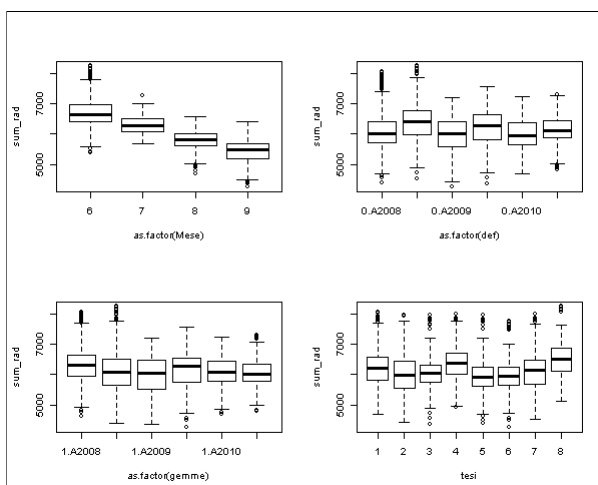 sum_rad
7000
5000
6 7 8 9
as.factor(Mese)
sum_rad
7000
5000
0.A2008 0.A2009 0.A2010
as.factor(def)
sum_rad
7000
5000
1.A2008 1.A2009 1.A2010
as.factor(gemme)
sum_rad
7000
5000
1 2 3 4 5 6 7 8
tesi